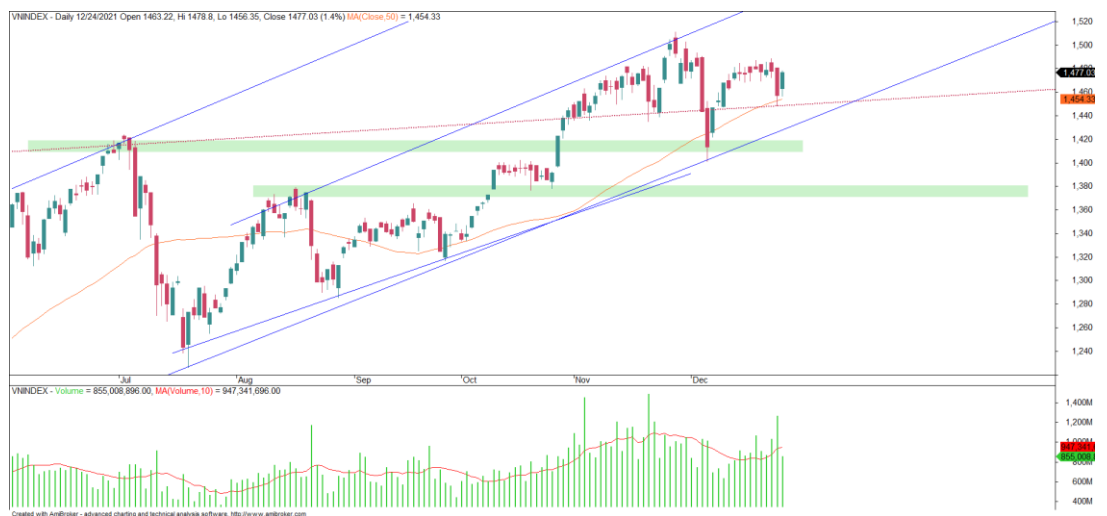 VNINDEX - Daily 12/24/2021 Open 1463.22, Hi 1478.8, Lo 1456.35, Close 1477.03 (1.4%) MA(Close,50) = 1,454.33
1,520
1,500
1,477.03
1,460
1,454.33
1,440
1,420
1,400
1,380
1,360
1,340
1,320
1,300
1,280
1,260
1,240
Jul Aug Sep Oct Nov Dec
VNINDEX - Volume = 855,008,896.00, MA(Volume,10) = 947,341,696.00
1,400M
1,200M
1,000M
947,341,
855,008,
800M
600M
400M
Created with AmiBroker - advanced charting and technical analysis software. http://www.amibroker.com